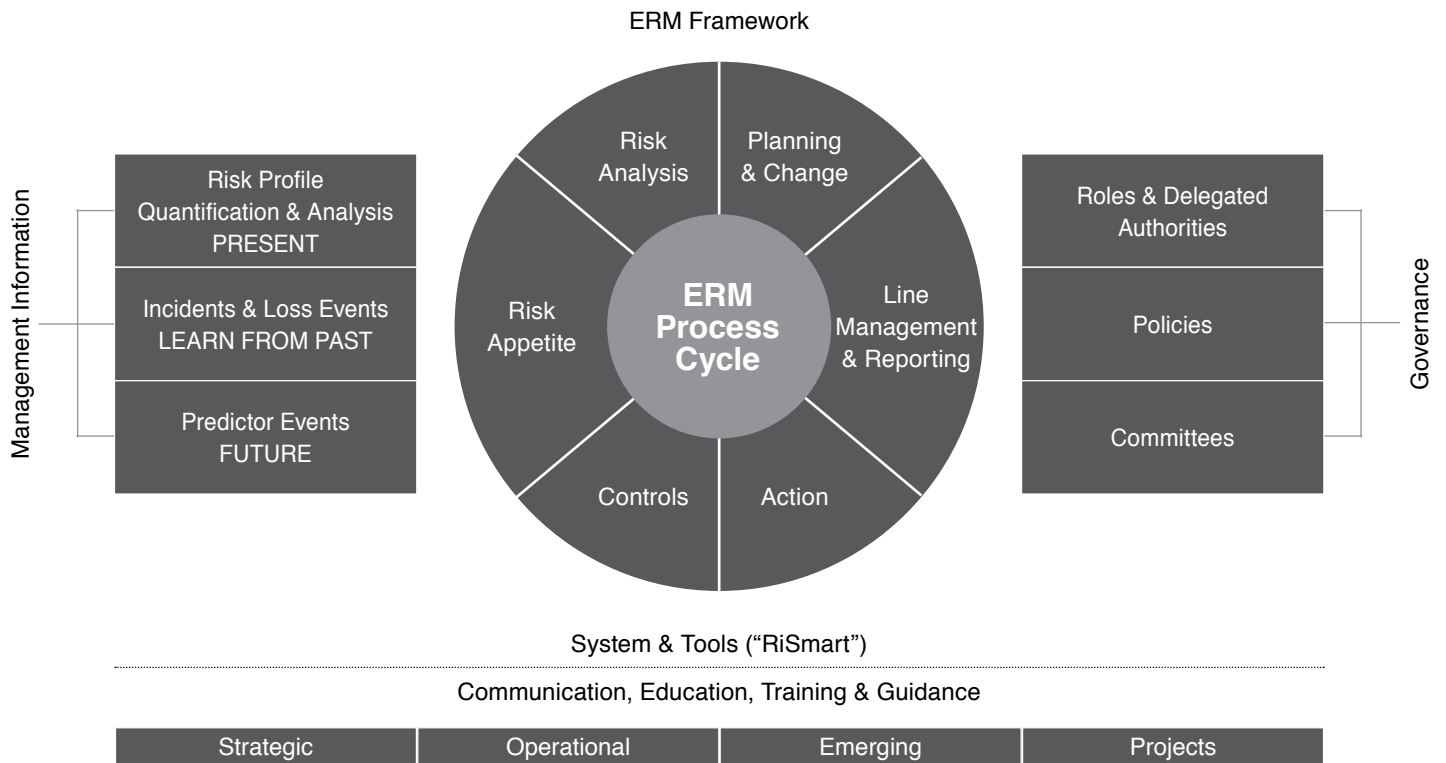 ERM Framework
Management Information
Risk Profile
Quantification & Analysis
PRESENT
Incidents & Loss Events
LEARN FROM PAST
Predictor Events
FUTURE
Risk
Analysis
Planning
& Change
Risk
Appetite
ERM
Process
Cycle
Line
Management
& Reporting
Controls
Action
Roles & Delegated
Authorities
Policies
Committees
Governance
System & Tools (“RiSmart”)
Communication, Education, Training & Guidance
Strategic
Operational
Emerging
Projects